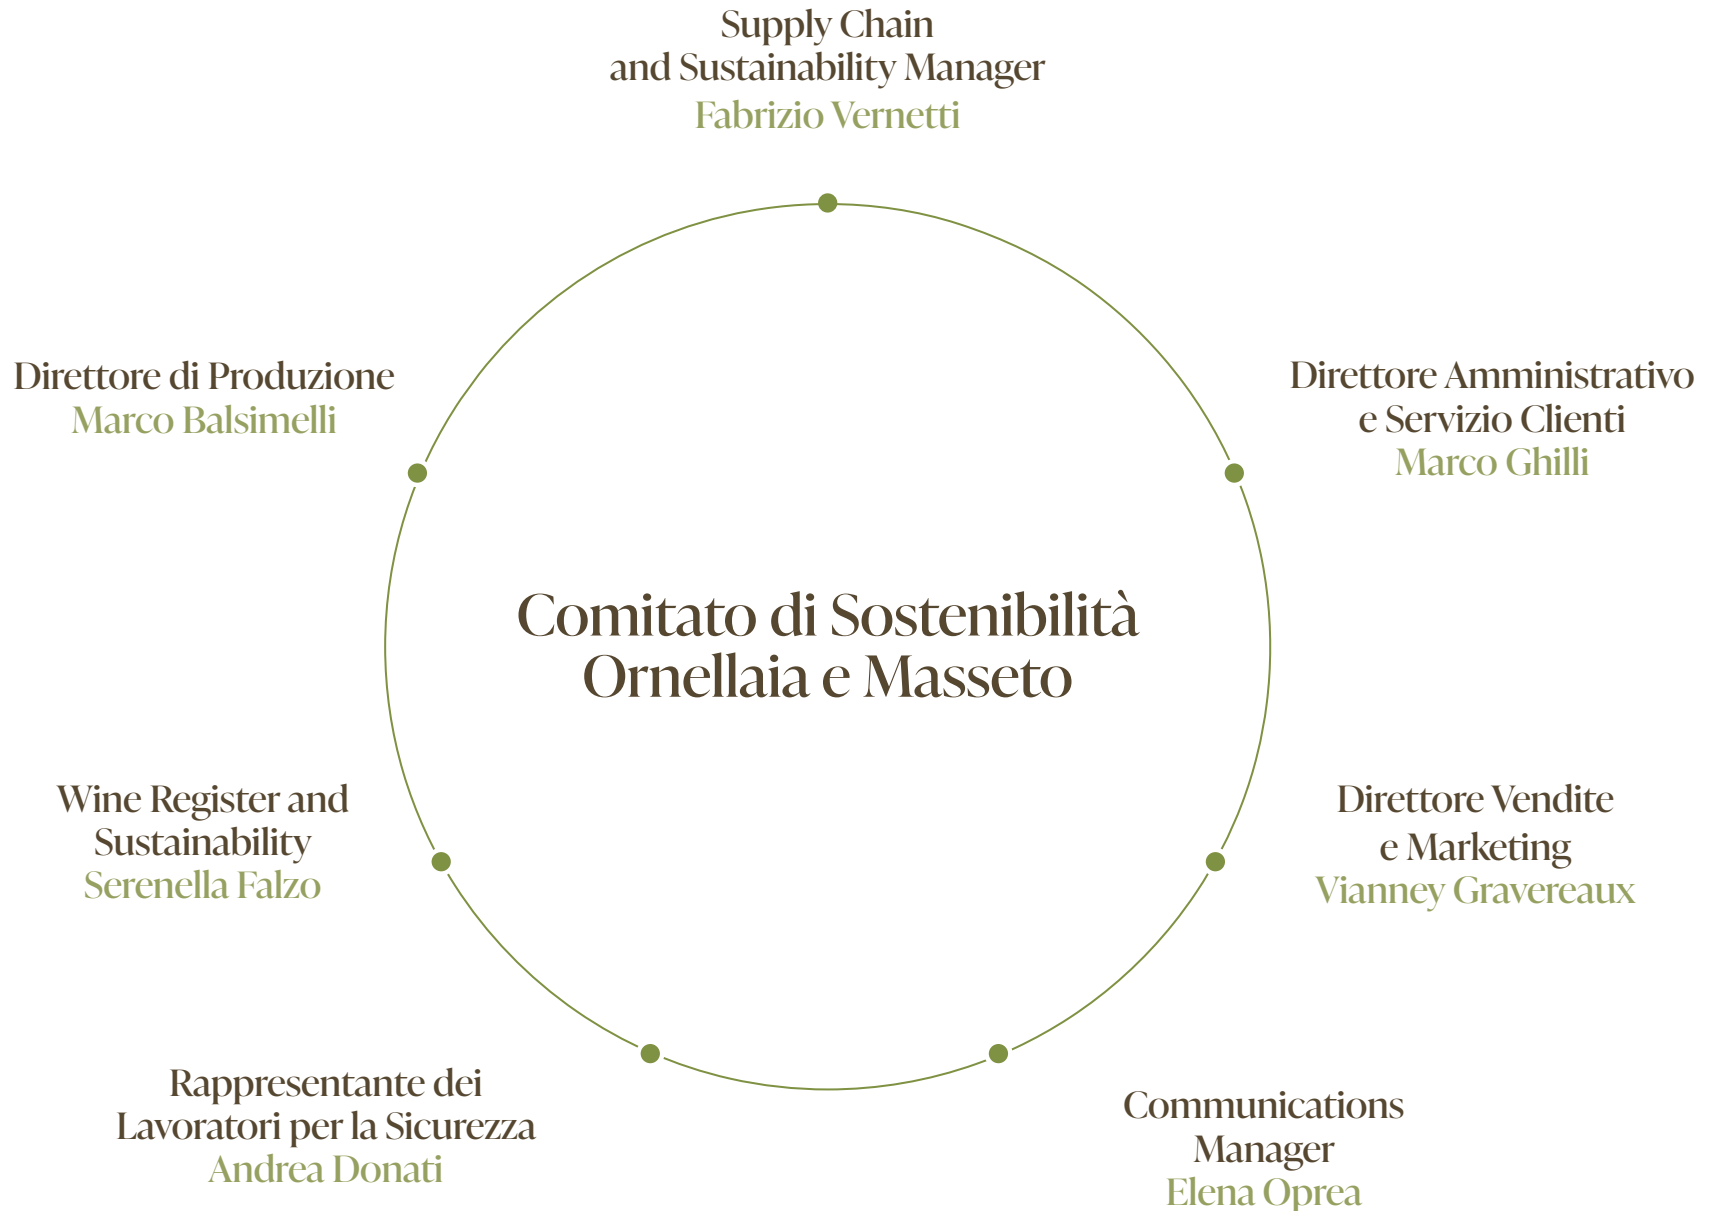 Supply Chain
and Sustainability Manager
Fabrizio Vernetti
Direttore di Produzione
Marco Balsimelli
Direttore Amministrativo
e Servizio Clienti
Marco Ghilli
Comitato di Sostenibilità
Ornellaia e Masseto
Wine Register and
Sustainability
Serenella Falzo
Direttore Vendite
e Marketing
Vianney Gravereaux
Rappresentante dei
Lavoratori per la Sicurezza
Andrea Donati
Communications
Manager
Elena Oprea